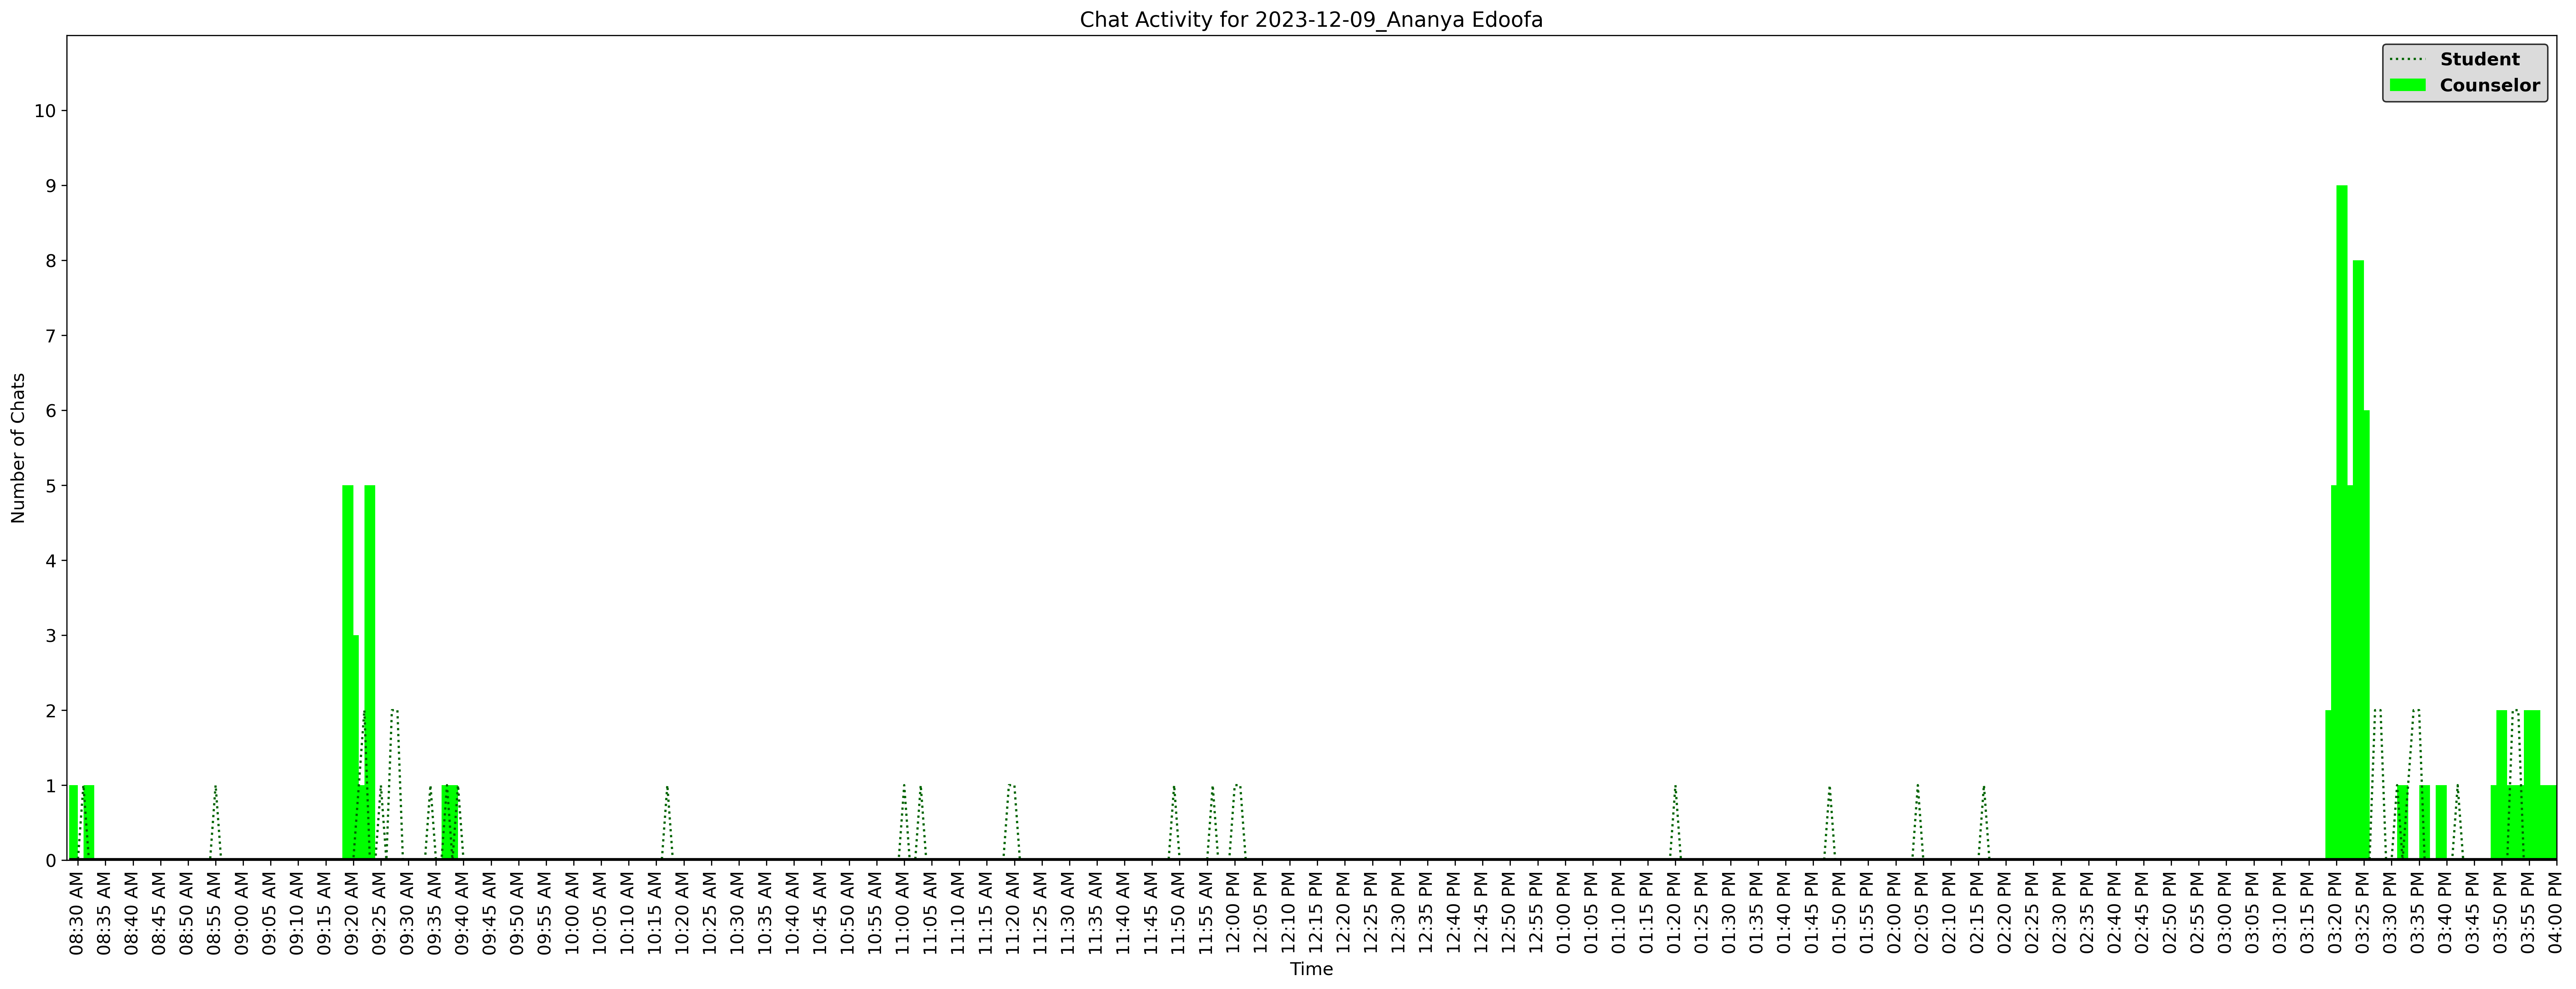 Chat Activity for 2023-12-09_Ananya Edoofa
Student
Counselor
Number of Chats
10
9
8
7
6
5
4
3
2
1
0
08:30 AM
08:35 AM
08:40 AM
08:45 AM
08:50 AM
08:55 AM
09:00 AM
09:05 AM
09:10 AM
09:15 AM
09:20 AM
09:25 AM
09:30 AM
09:35 AM
09:40 AM
09:45 AM
09:50 AM
09:55 AM
10:00 AM
10:05 AM
10:10 AM
10:15 AM
10:20 AM
10:25 AM
10:30 AM
10:35 AM
10:40 AM
10:45 AM
10:50 AM
10:55 AM
11:00 AM
11:05 AM
11:10 AM
11:15 AM
11:20 AM
11:25 AM
11:30 AM
11:35 AM
11:40 AM
11:45 AM
11:50 AM
11:55 AM
12:00 PM
12:05 PM
12:10 PM
12:15 PM
12:20 PM
12:25 PM
12:30 PM
12:35 PM
12:40 PM
12:45 PM
12:50 PM
12:55 PM
01:00 PM
01:05 PM
01:10 PM
01:15 PM
01:20 PM
01:25 PM
01:30 PM
01:35 PM
01:40 PM
01:45 PM
01:50 PM
01:55 PM
02:00 PM
02:05 PM
02:10 PM
02:15 PM
02:20 PM
02:25 PM
02:30 PM
02:35 PM
02:40 PM
02:45 PM
02:50 PM
02:55 PM
03:00 PM
03:05 PM
03:10 PM
03:15 PM
03:20 PM
03:25 PM
03:30 PM
03:35 PM
03:40 PM
03:45 PM
03:50 PM
03:55 PM
04:00 PM
Time